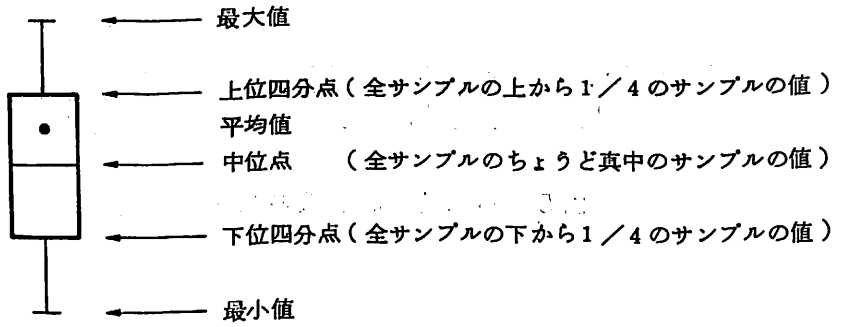 最大値
上位四分点(全サンプルの上から1/4のサンプルの値)
平均値
中位点 (全サンプルのちょうど真中のサンプルの値)
下位四分点(全サンプルの下から1/4のサンプルの値)
最小値